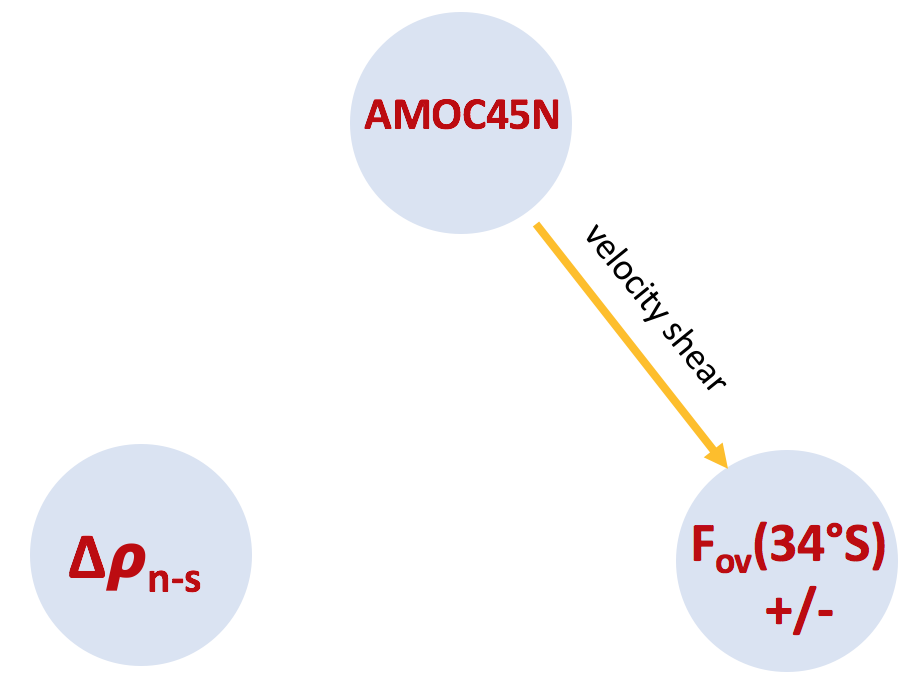 AMOC45N
velocity shear
Δρn-s
Fov(34°S)
+/-